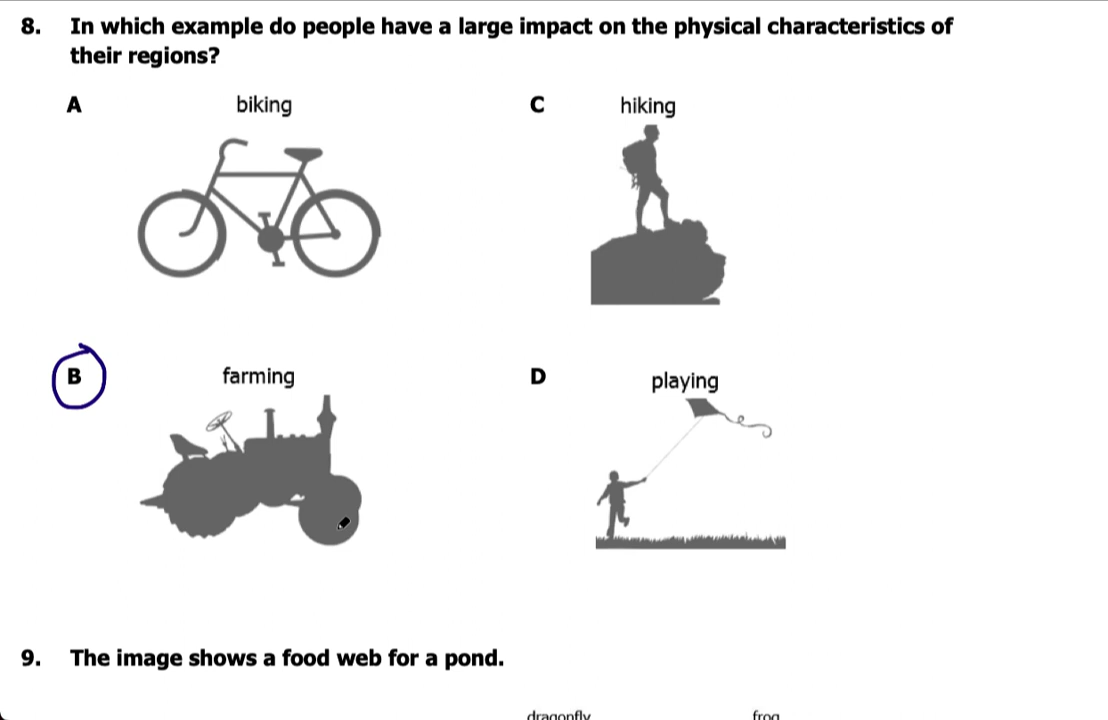 8. In which example do people have a large impact on the physical characteristics of
their regions?
A biking
C hiking
B farming
D playing
9. The image shows a food web for a pond.
dragonfly frog